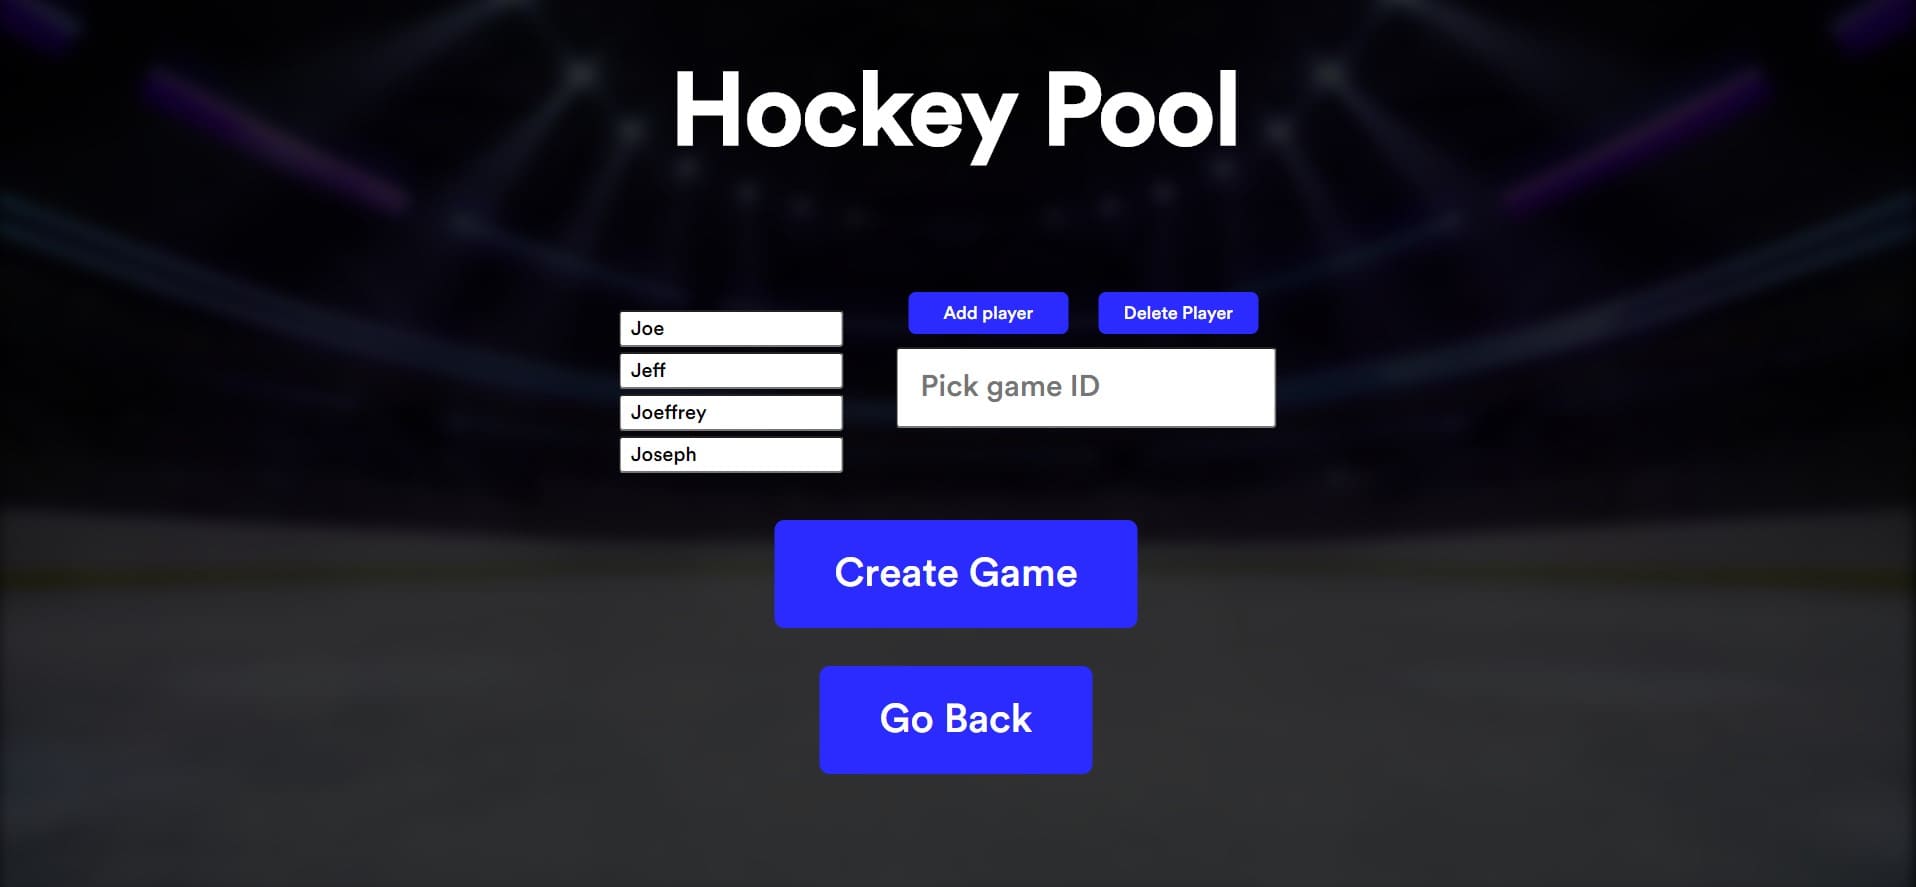 Hockey Pool
Joe
Jeff
Joeffrey
Joseph
Add player
Delete Player
Pick game ID
Create Game
Go Back